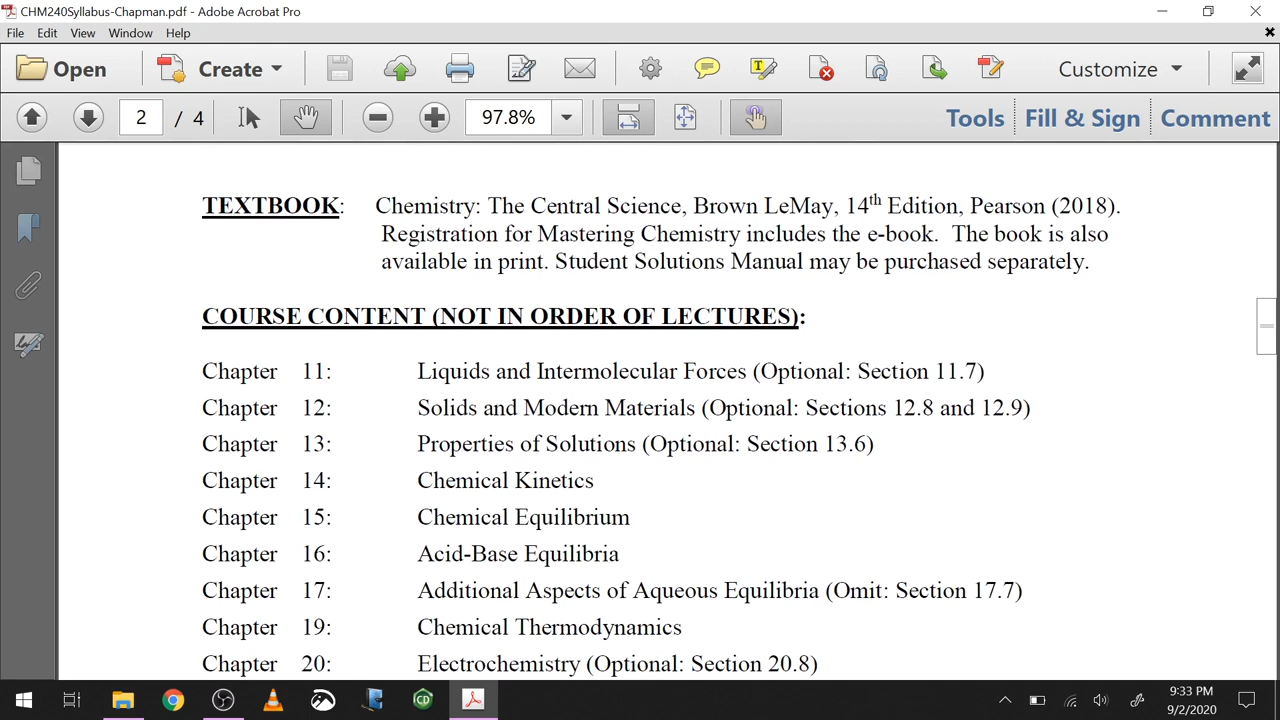 CHM240Syllabus-Chapman.pdf - Adobe Acrobat Pro
File Edit View Window Help
Open Create Customize
2 / 4 97.8% Tools Fill & Sign Comment
TEXTBOOK: Chemistry: The Central Science, Brown LeMay, 14th Edition, Pearson (2018).
Registration for Mastering Chemistry includes the e-book. The book is also
available in print. Student Solutions Manual may be purchased separately.
COURSE CONTENT (NOT IN ORDER OF LECTURES):
Chapter 11: Liquids and Intermolecular Forces (Optional: Section 11.7)
Chapter 12: Solids and Modern Materials (Optional: Sections 12.8 and 12.9)
Chapter 13: Properties of Solutions (Optional: Section 13.6)
Chapter 14: Chemical Kinetics
Chapter 15: Chemical Equilibrium
Chapter 16: Acid-Base Equilibria
Chapter 17: Additional Aspects of Aqueous Equilibria (Omit: Section 17.7)
Chapter 19: Chemical Thermodynamics
Chapter 20: Electrochemistry (Optional: Section 20.8)
9:33 PM
9/2/2020